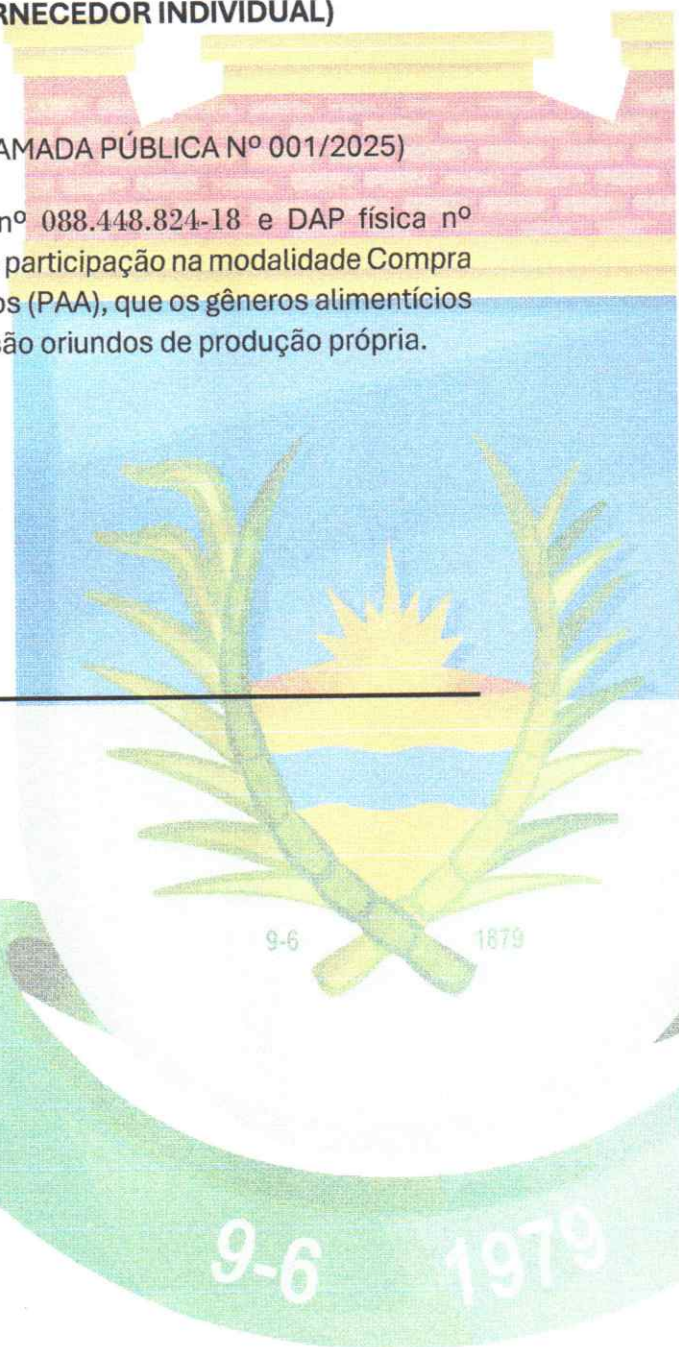 RNECEDOR INDIVIDUAL)
AMADA PÚBLICA Nº 001/2025)
nº 088.448.824-18 e DAP física nº
participação na modalidade Compra
os (PAA), que os gêneros alimentícios
são oriundos de produção própria.
9-6 1879
9-6 1979